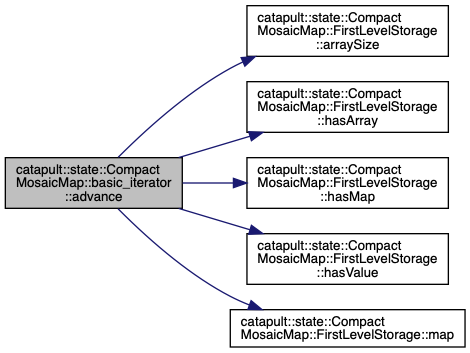 catapult::state::Compact
MosaicMap::basic_iterator
::advance
catapult::state::Compact
MosaicMap::FirstLevelStorage
::arraySize
catapult::state::Compact
MosaicMap::FirstLevelStorage
::hasArray
catapult::state::Compact
MosaicMap::FirstLevelStorage
::hasMap
catapult::state::Compact
MosaicMap::FirstLevelStorage
::hasValue
catapult::state::Compact
MosaicMap::FirstLevelStorage::map